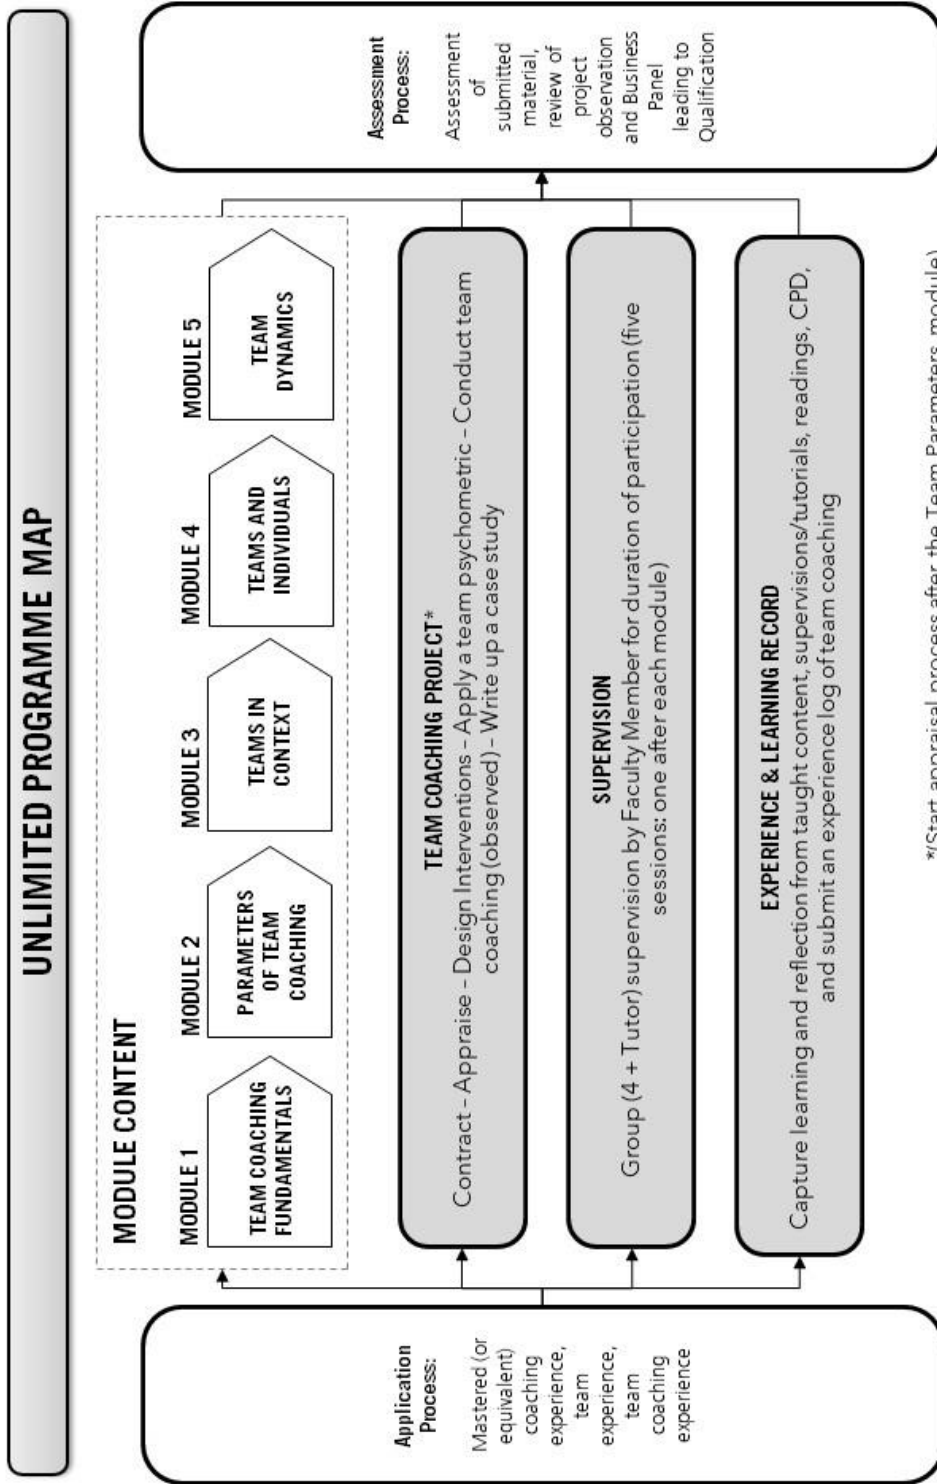 UNLIMITED PROGRAMME MAP
Application
Process:
Mastered (or
equivalent)
coaching
experience,
team
experience,
team
coaching
experience
MODULE CONTENT
MODULE 1
TEAM COACHING
FUNDAMENTALS
MODULE 2
PARAMETERS
OF TEAM
COACHING
MODULE 3
TEAMS IN
CONTEXT
MODULE 4
TEAMS AND
INDIVIDUALS
MODULE 5
TEAM
DYNAMICS
TEAM COACHING PROJECT*
Contract – Appraise – Design Interventions – Apply a team psychometric – Conduct team
coaching (observed) – Write up a case study
SUPERVISION
Group (4 + Tutor) supervision by Faculty Member for duration of participation (five
sessions: one after each module)
EXPERIENCE & LEARNING RECORD
Capture learning and reflection from taught content, supervisions/tutorials, readings, CPD,
and submit an experience log of team coaching
Assessment
Process:
Assessment
of
submitted
material,
review of
project
observation
and Business
Panel
leading to
Qualification
*(Start appraisal process after the Team Parameters module)